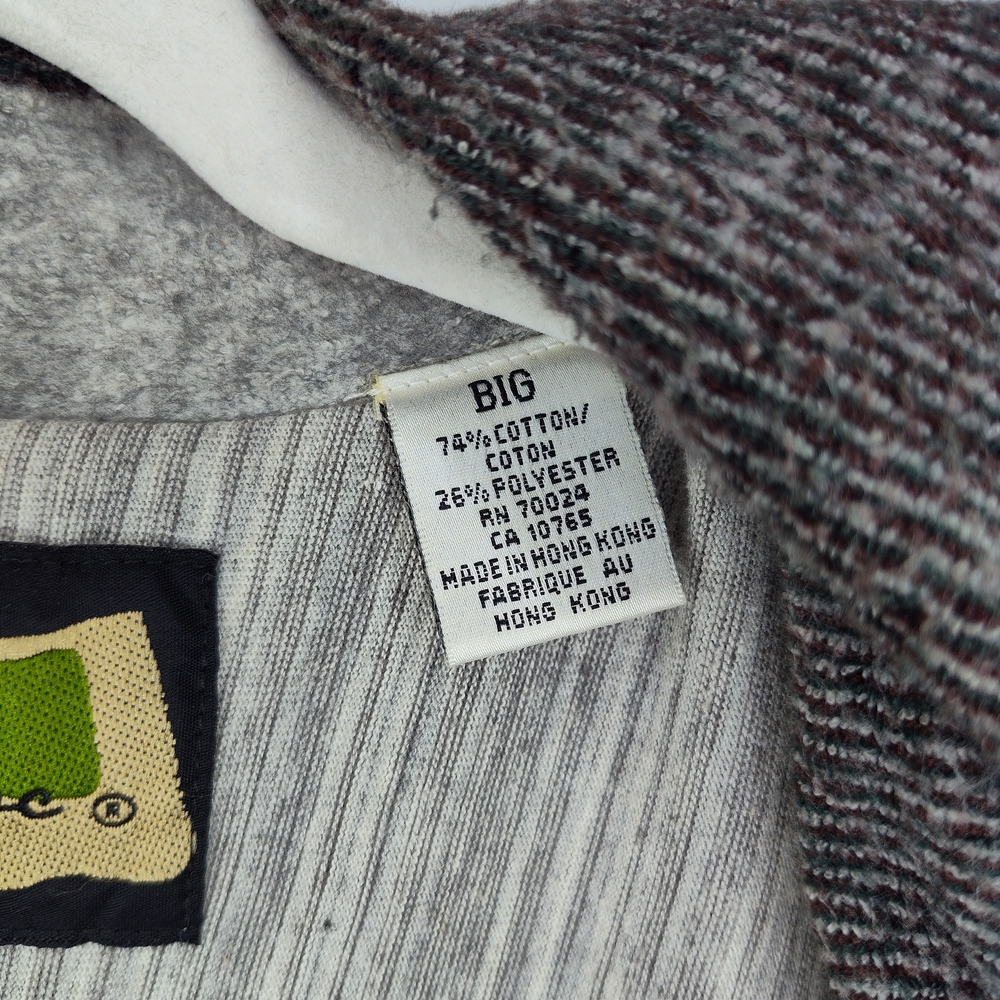 BIG
74% COTTON/
COTON
26% POLYESTER
RN 70024
CA 10765
MADE IN HONG KONG
FABRIQUE AU
HONG KONG
®